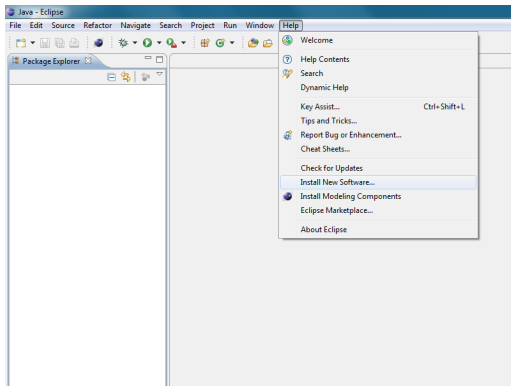 Java - Eclipse
File Edit Source Refactor Navigate Search Project Run Window Help
Package Explorer
Welcome
Help Contents
Search
Dynamic Help
Key Assist... Ctrl+Shift+L
Tips and Tricks...
Report Bug or Enhancement...
Cheat Sheets...
Check for Updates
Install New Software...
Install Modeling Components
Eclipse Marketplace...
About Eclipse